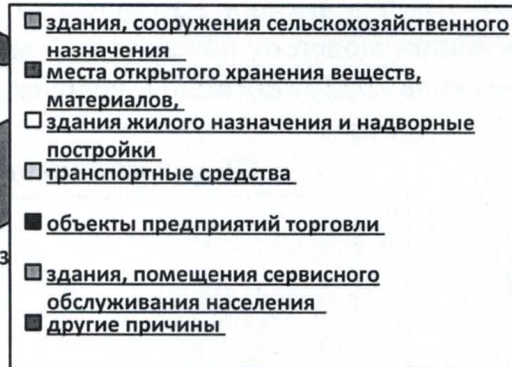 здания, сооружения сельскохозяйственного
назначения
места открытого хранения веществ,
материалов,
здания жилого назначения и надворные
постройки
транспортные средства
объекты предприятий торговли
здания, помещения сервисного
обслуживания населения
другие причины